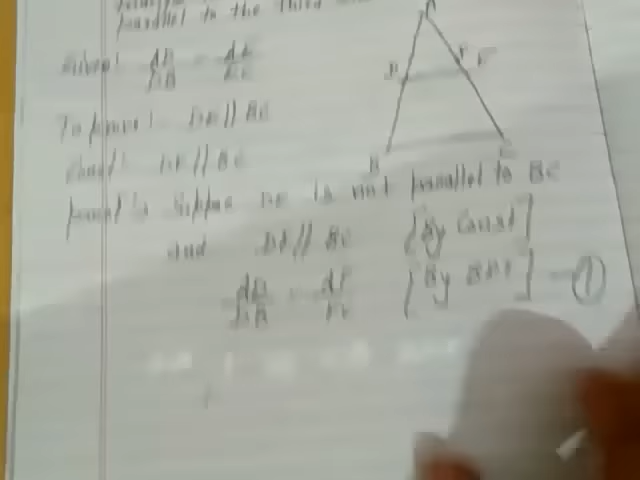 parallel to the third
Given: AD/DB = AE/EC
To prove: DE // BC
Const: DF // BC
Proof: Suppose DE is not parallel to BC
and DF // BC [By Const]
AD/DB = AF/FC [By BPT] — ①
A
D
F E
B
C